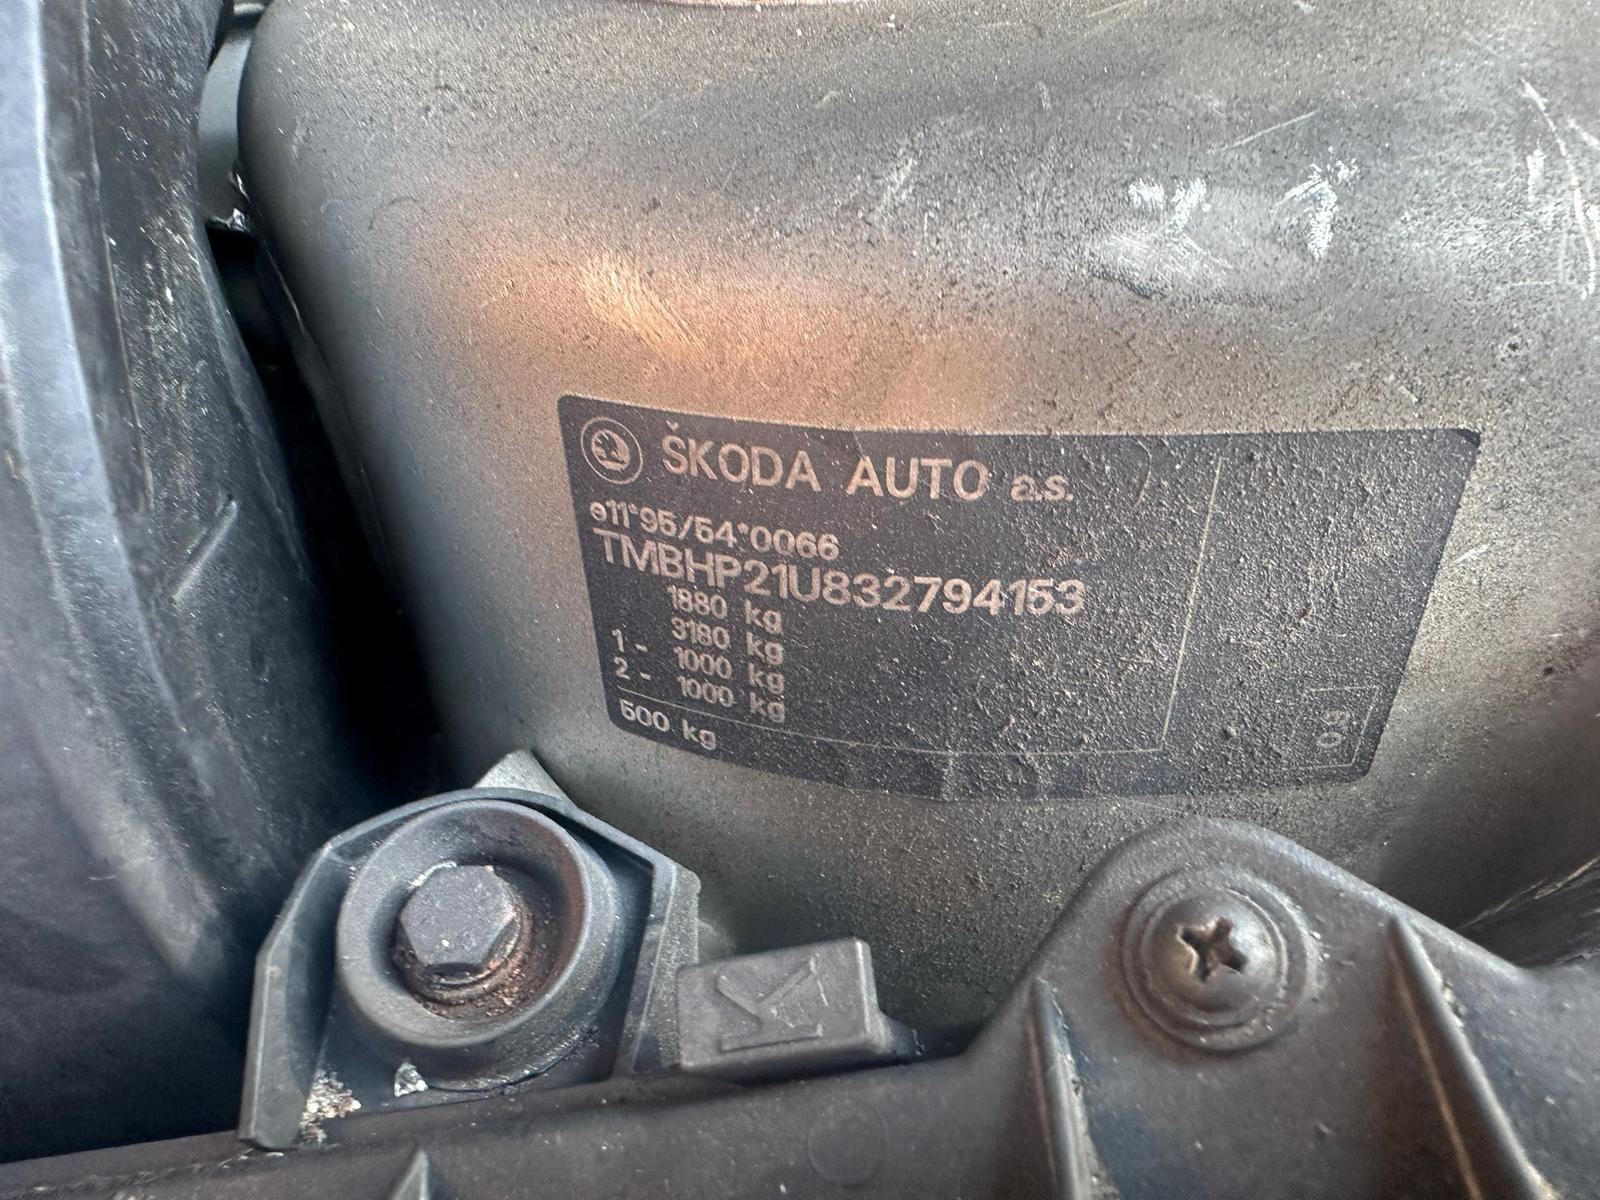 ŠKODA AUTO a.s.
e11*95/54*0066
TMBHP21U832794153
1880 kg
3180 kg
1- 1000 kg
2- 1000 kg
500 kg
K